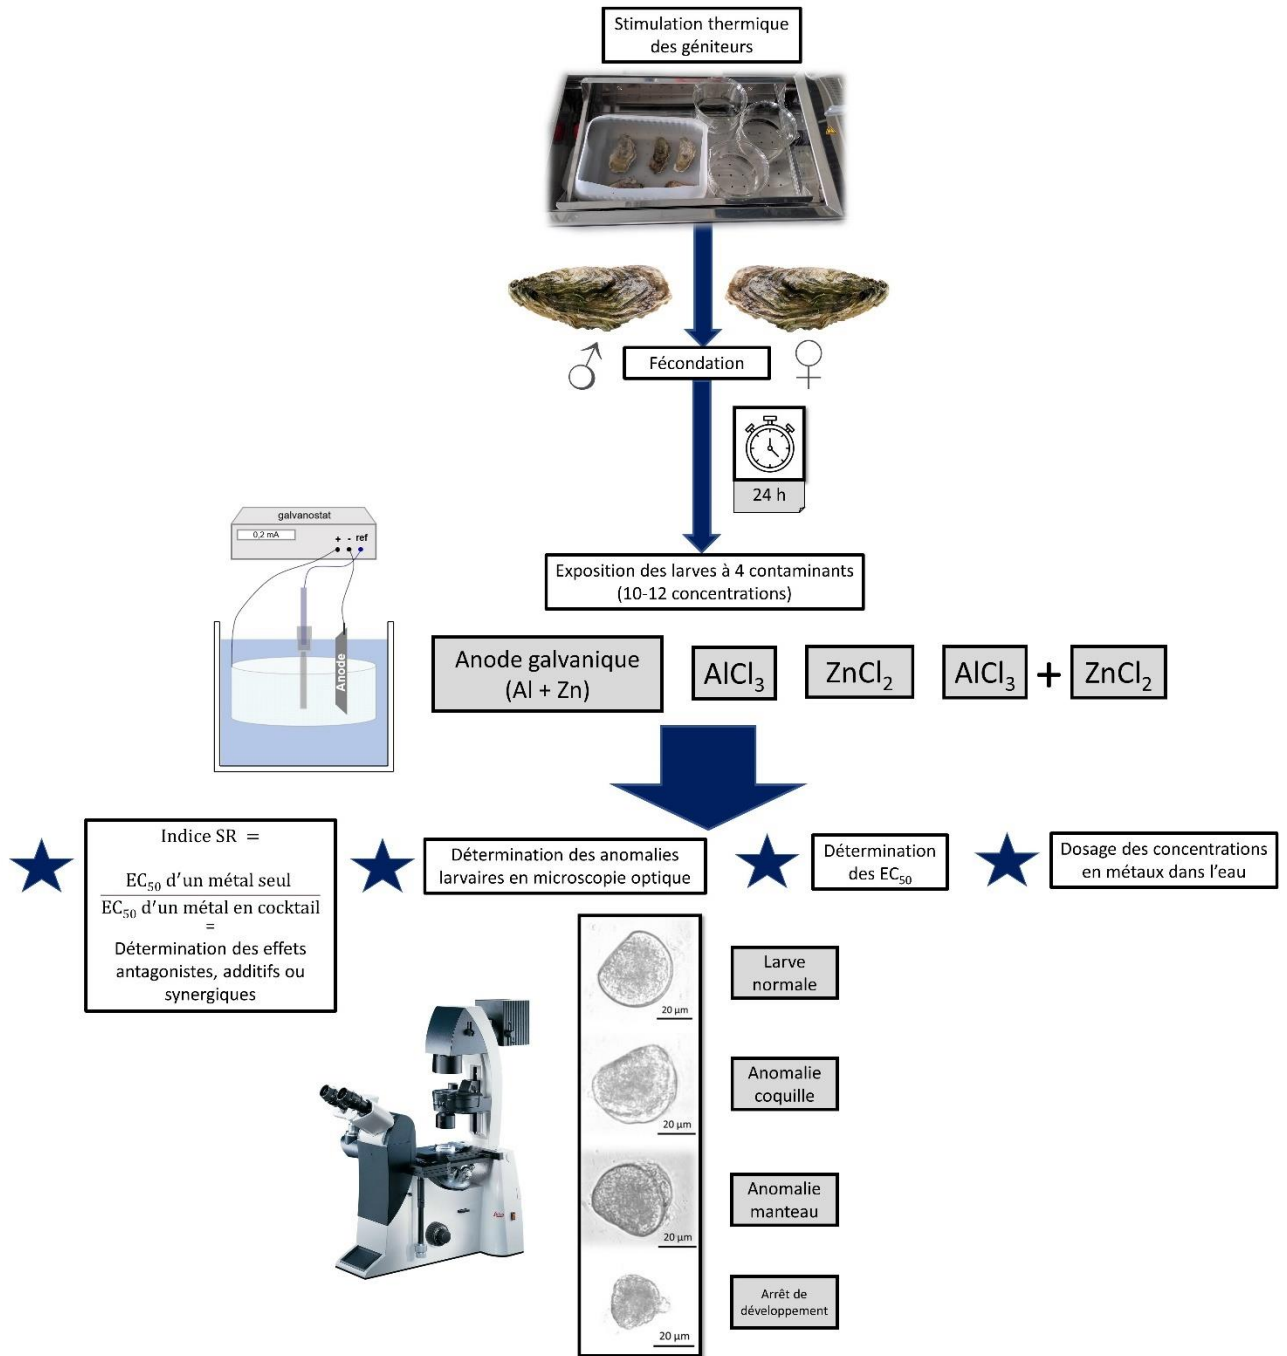 Stimulation thermique
des géniteurs
♂
Fécondation
♀
24 h
galvanostat
0,2 mA
+ - ref
Anode
Exposition des larves à 4 contaminants
(10-12 concentrations)
Anode galvanique
(Al + Zn)
AlCl₃
ZnCl₂
AlCl₃ + ZnCl₂
Indice SR =
EC₅₀ d'un métal seul
EC₅₀ d'un métal en cocktail
=
Détermination des effets
antagonistes, additifs ou
synergiques
Détermination des anomalies
larvaires en microscopie optique
Détermination
des EC₅₀
Dosage des concentrations
en métaux dans l'eau
20 µm
Larve
normale
20 µm
Anomalie
coquille
20 µm
Anomalie
manteau
20 µm
Arrêt de
développement